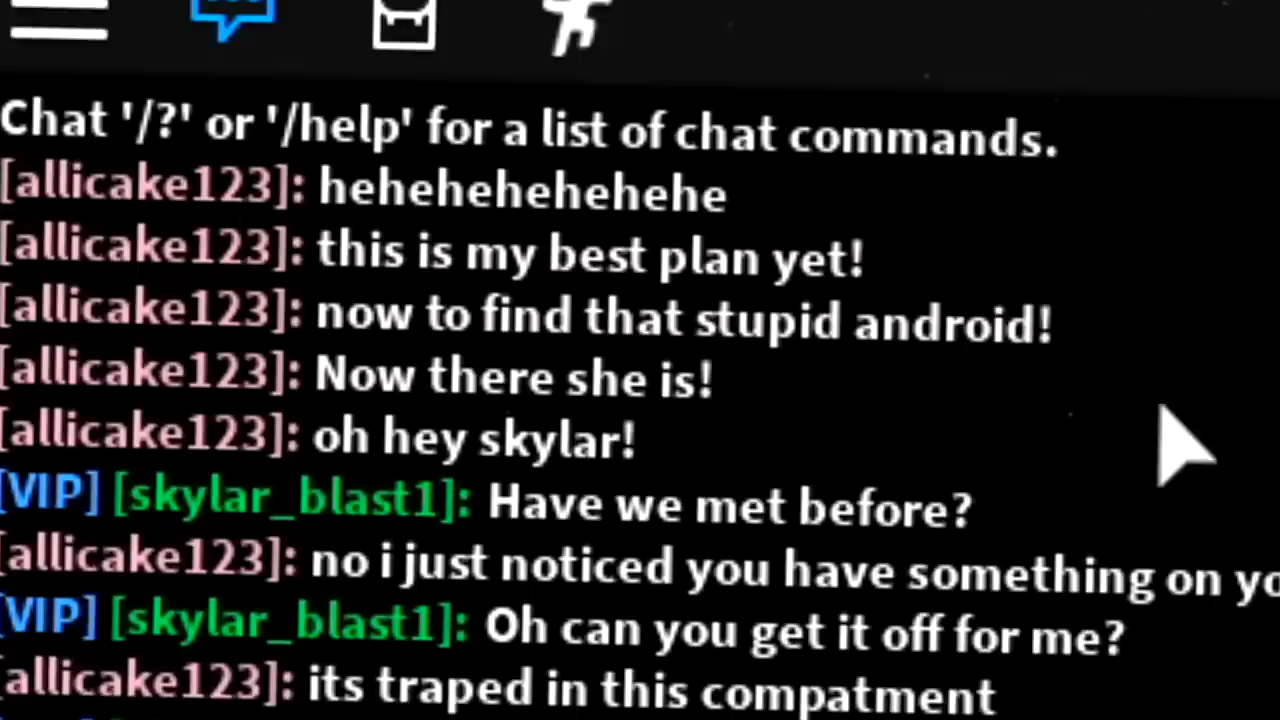 Chat '/?' or '/help' for a list of chat commands.
[allicake123]: hehehehehehehe
[allicake123]: this is my best plan yet!
[allicake123]: now to find that stupid android!
[allicake123]: Now there she is!
[allicake123]: oh hey skylar!
[VIP] [skylar_blast1]: Have we met before?
[allicake123]: no i just noticed you have something on yo
[VIP] [skylar_blast1]: Oh can you get it off for me?
[allicake123]: its traped in this compatment